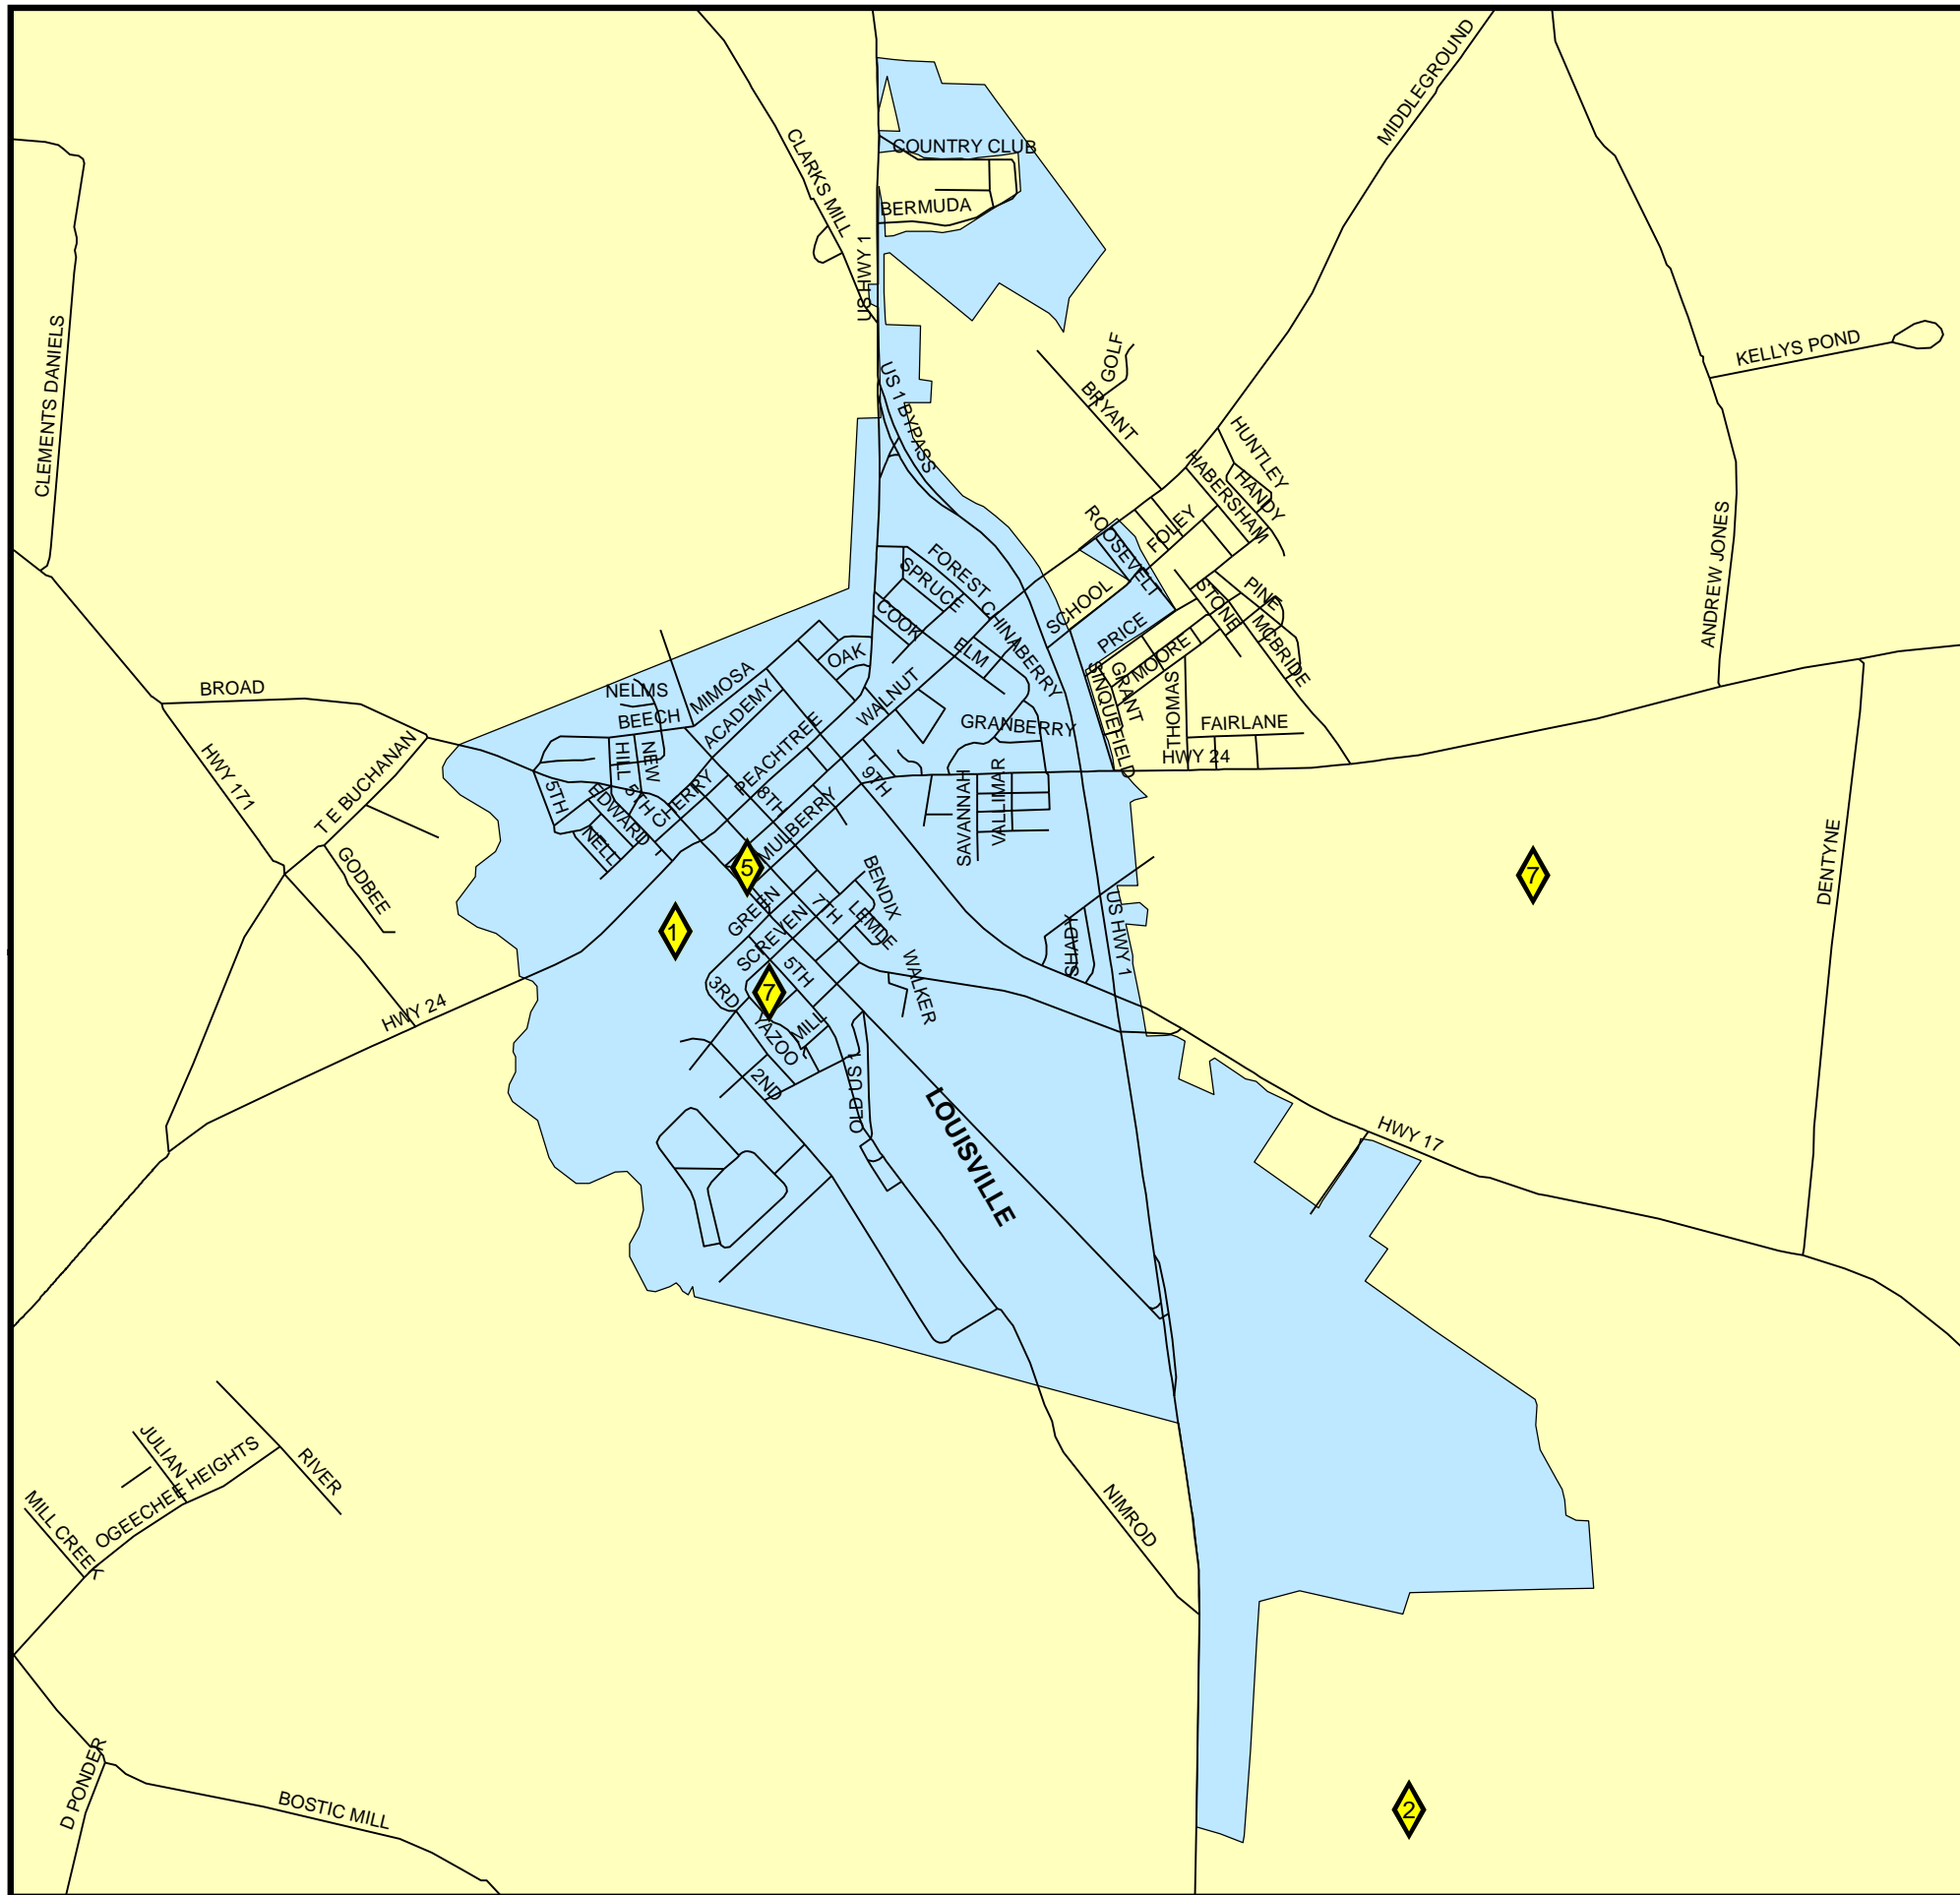 MIDDLEGROUND
CLARKS MILL
COUNTRY CLUB
BERMUDA
US HWY 1
CLEMENTS DANIELS
KELLYS POND
GOLF
US 1 BYPASS
BRYANT
HUNTLEY
HABERSHAM
HANDY
ROOSEVELT
FOLEY
ANDREW JONES
FOREST
SPRUCE
CHINABERRY
COOK
ELM
SCHOOL
PRICE
STONE
PINE
MCBRIDE
MOORE
OAK
BROAD
NELMS
MIMOSA
BEECH
ACADEMY
WALNUT
SINQUEFIELD
GRANT
THOMAS
FAIRLANE
GRANBERRY
HWY 24
HWY 171
T E BUCHANAN
HILL
NEW
PEACHTREE
CHERRY
5TH
5TH
EDWARD
NELL
8TH
9TH
MULBERRY
SAVANNAH
VALLIMAR
DENTYNE
GODBEE
5
7
1
BENDIX
GREEN
7TH
LEMLE
SCREVEN
5TH
WALKER
SHADY
US HWY 1
3RD
7
YAZOO
MILL
HWY 24
2ND
OLD US 1
LOUISVILLE
HWY 17
JULIAN
OGEECHEE HEIGHTS
RIVER
MILL CREEK
NIMROD
D PONDER
BOSTIC MILL
2